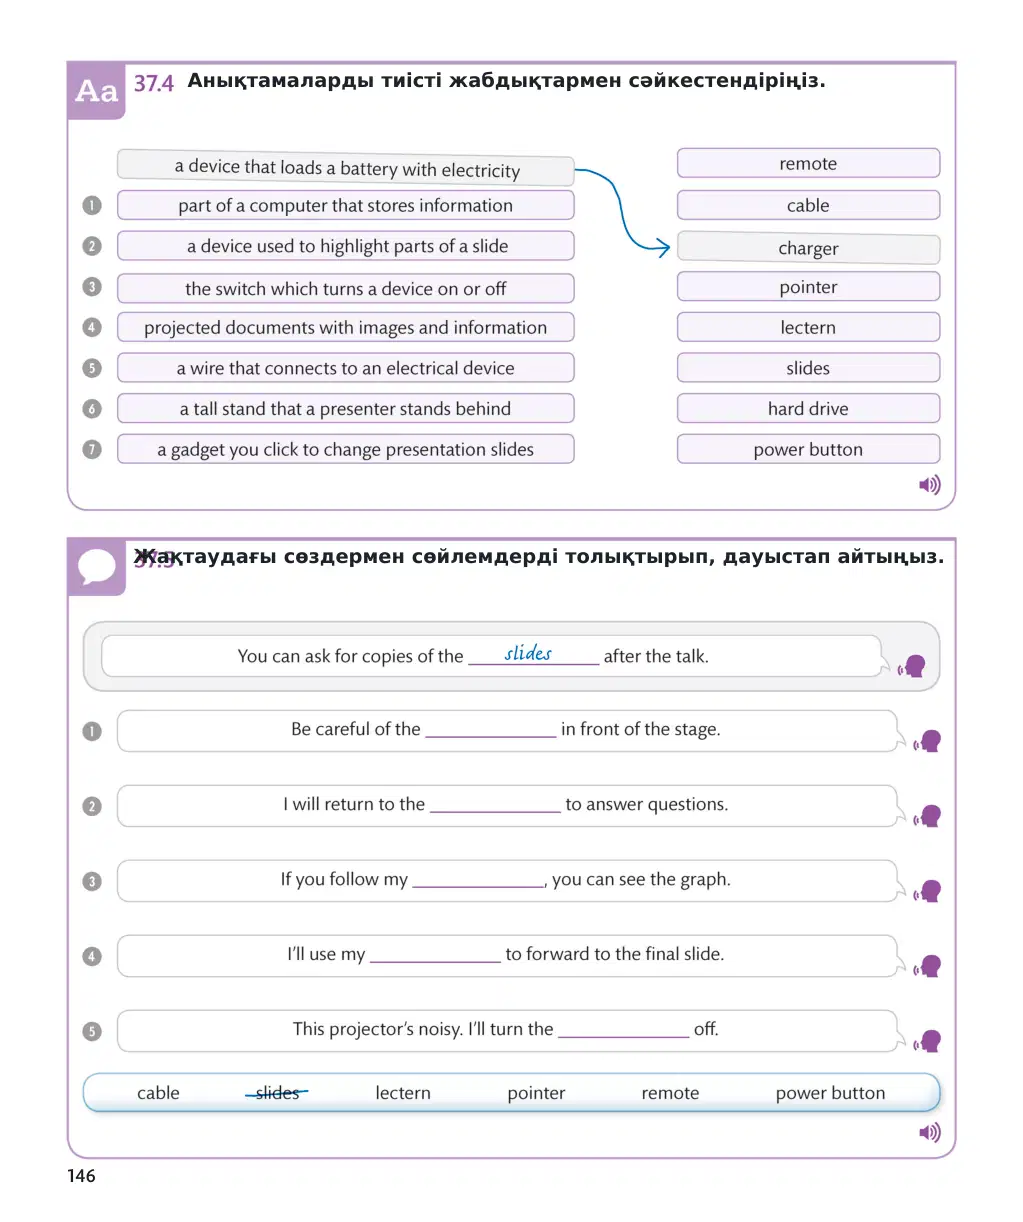 Aa 37.4 Анықтамаларды тиісті жабдықтармен сәйкестендіріңіз.
a device that loads a battery with electricity
remote
1 part of a computer that stores information
cable
2 a device used to highlight parts of a slide
charger
3 the switch which turns a device on or off
pointer
4 projected documents with images and information
lectern
5 a wire that connects to an electrical device
slides
6 a tall stand that a presenter stands behind
hard drive
7 a gadget you click to change presentation slides
power button
37.5 Жақтаудағы сөздермен сөйлемдерді толықтырып, дауыстап айтыңыз.
You can ask for copies of the slides after the talk.
1 Be careful of the ______________ in front of the stage.
2 I will return to the ______________ to answer questions.
3 If you follow my ______________, you can see the graph.
4 I’ll use my ______________ to forward to the final slide.
5 This projector’s noisy. I’ll turn the ______________ off.
cable slides lectern pointer remote power button
146